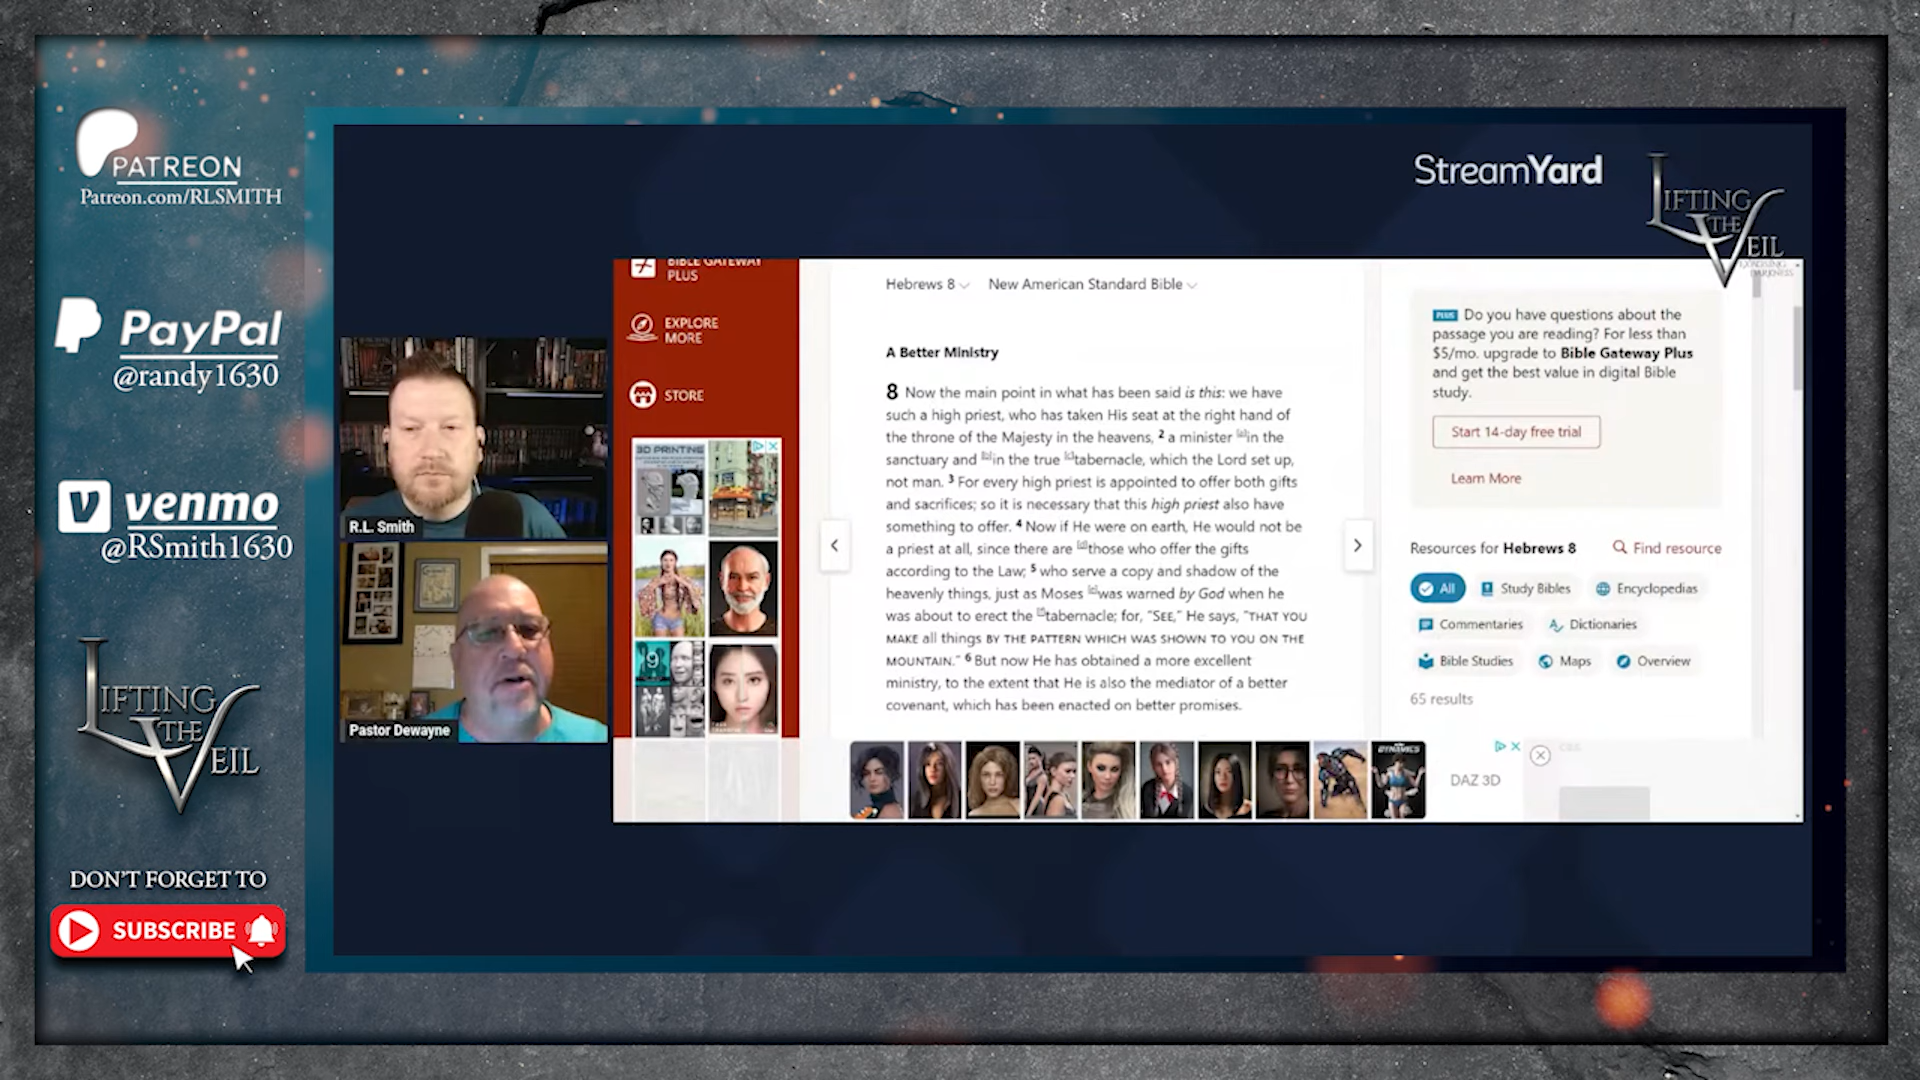 PATREON
Patreon.com/RLSMITH
PayPal
@randy1630
venmo
@RSmith1630
LIFTING
THE
VEIL
DON'T FORGET TO
SUBSCRIBE
StreamYard
LIFTING
THE
VEIL
R.L. Smith
Pastor Dewayne
BIBLE GATEWAY
PLUS
EXPLORE
MORE
STORE
3D PRINTING
9
Hebrews 8
New American Standard Bible
A Better Ministry
8 Now the main point in what has been said is this: we have
such a high priest, who has taken His seat at the right hand of
the throne of the Majesty in the heavens, 2 a minister [a]in the
sanctuary and [b]in the true [c]tabernacle, which the Lord set up,
not man. 3 For every high priest is appointed to offer both gifts
and sacrifices; so it is necessary that this high priest also have
something to offer. 4 Now if He were on earth, He would not be
a priest at all, since there are [d]those who offer the gifts
according to the Law; 5 who serve a copy and shadow of the
heavenly things, just as Moses [e]was warned by God when he
was about to erect the [f]tabernacle; for, "SEE," He says, "THAT YOU
MAKE all things BY THE PATTERN WHICH WAS SHOWN TO YOU ON THE
MOUNTAIN." 6 But now He has obtained a more excellent
ministry, to the extent that He is also the mediator of a better
covenant, which has been enacted on better promises.
PLUS Do you have questions about the
passage you are reading? For less than
$5/mo. upgrade to Bible Gateway Plus
and get the best value in digital Bible
study.
Start 14-day free trial
Learn More
Resources for Hebrews 8
Find resource
All
Study Bibles
Encyclopedias
Commentaries
Dictionaries
Bible Studies
Maps
Overview
65 results
DYNAMICS
DAZ 3D